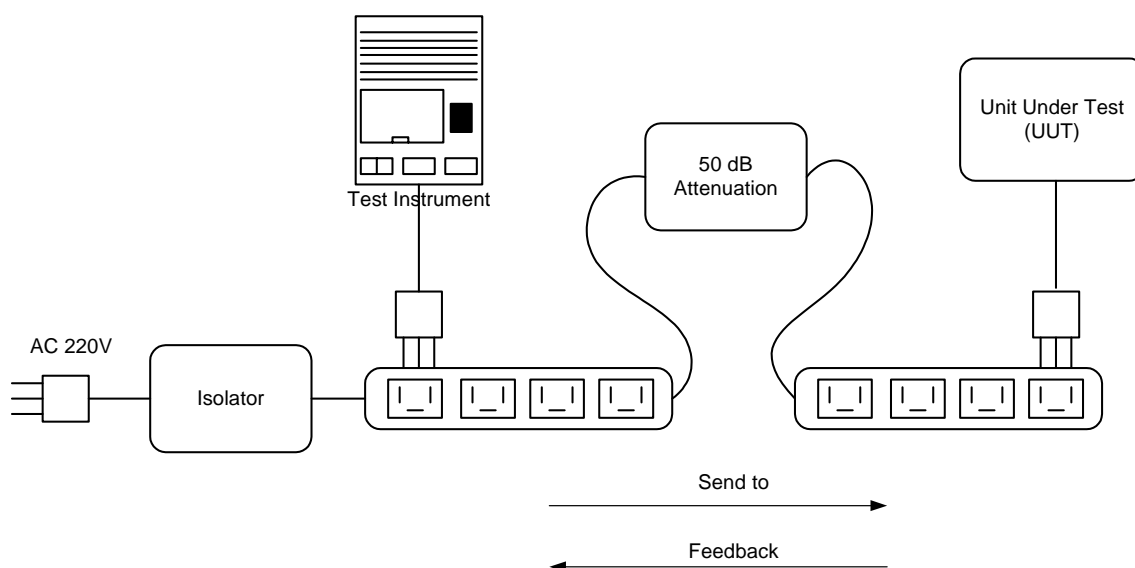 Test Instrument
50 dB
Attenuation
Unit Under Test
(UUT)
AC 220V
Isolator
Send to
Feedback